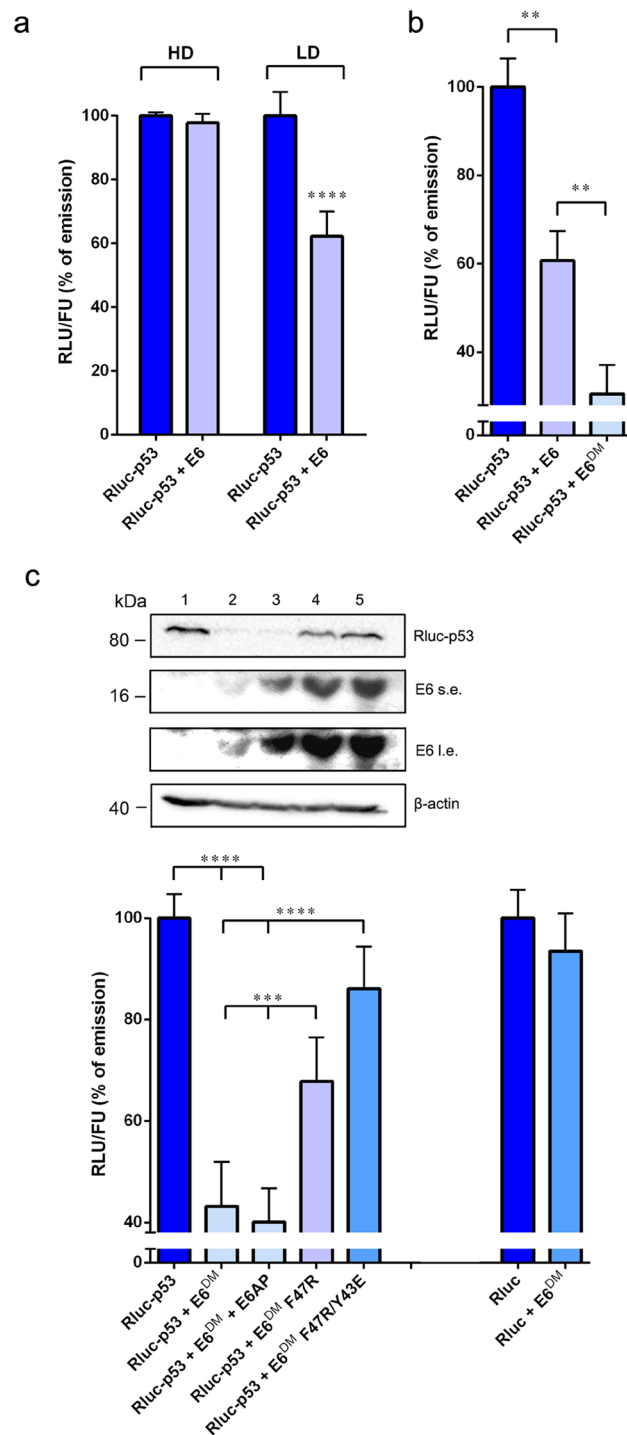 a
HD
LD
RLU/FU (% of emission)
100
80
60
40
20
0
****
Rluc-p53
Rluc-p53 + E6
Rluc-p53
Rluc-p53 + E6
b
**
**
RLU/FU (% of emission)
100
80
60
40
0
Rluc-p53
Rluc-p53 + E6
Rluc-p53 + E6DM
c
kDa
1 2 3 4 5
80
Rluc-p53
16
E6 s.e.
E6 l.e.
40
β-actin
****
****
***
RLU/FU (% of emission)
100
80
60
40
0
Rluc-p53
Rluc-p53 + E6DM
Rluc-p53 + E6DM + E6AP
Rluc-p53 + E6DM F47R
Rluc-p53 + E6DM F47R/Y43E
Rluc
Rluc + E6DM